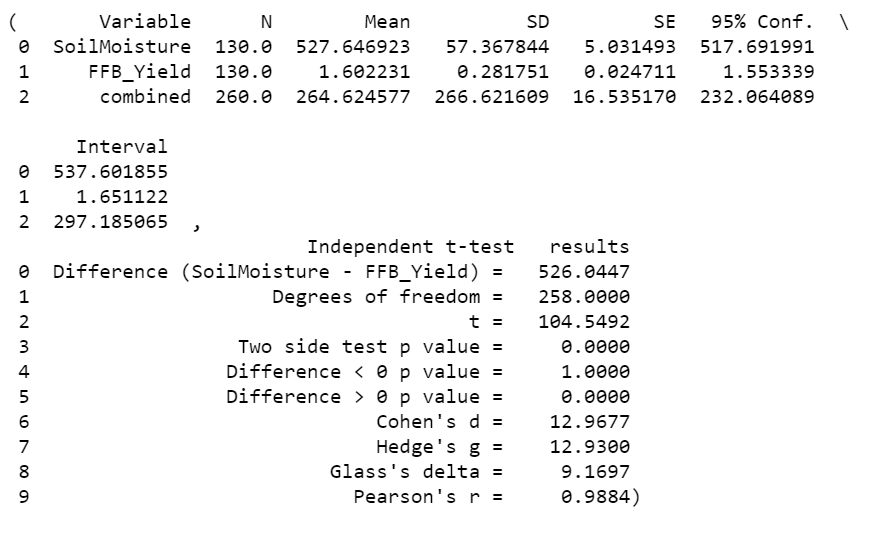 (      Variable      N        Mean          SD         SE   95% Conf.  \
0  SoilMoisture  130.0  527.646923   57.367844   5.031493  517.691991
1     FFB_Yield  130.0    1.602231    0.281751   0.024711    1.553339
2      combined  260.0  264.624577  266.621609  16.535170  232.064089
Interval
0  537.601855
1    1.651122
2  297.185065  ,
Independent t-test   results
0  Difference (SoilMoisture - FFB_Yield) =   526.0447
1                     Degrees of freedom =   258.0000
2                                      t =   104.5492
3                  Two side test p value =     0.0000
4                 Difference < 0 p value =     1.0000
5                 Difference > 0 p value =     0.0000
6                              Cohen's d =    12.9677
7                              Hedge's g =    12.9300
8                          Glass's delta =     9.1697
9                            Pearson's r =     0.9884)